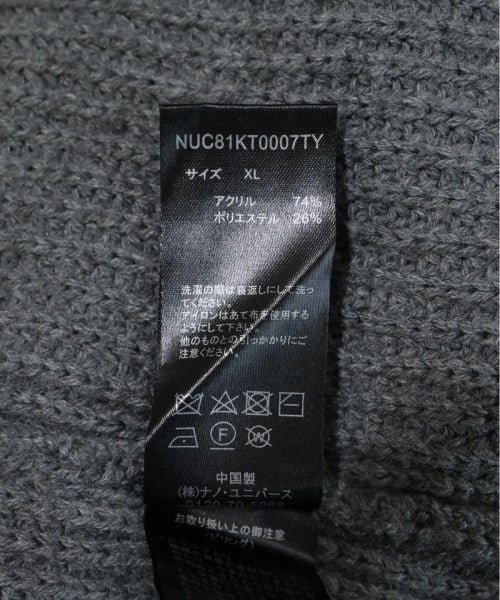 NUC81KT0007TY
サイズ XL
アクリル 74%
ポリエステル 26%
洗濯の際は裏返しにして洗っ
てください。
アイロンはあて布を使用する
ようにして下さい。
他のものとの引っかかりにご
注意ください。
F W
中国製
(株)ナノ・ユニバース
お取り扱い上の御注意
(ピリング)